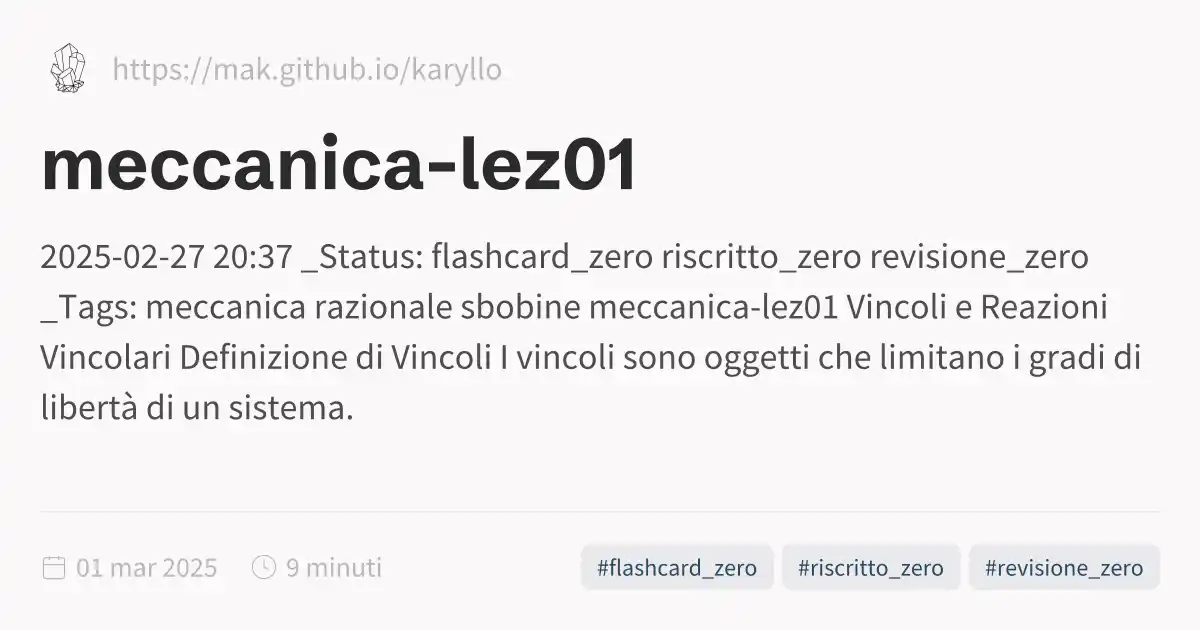 https://mak.github.io/karyllo
meccanica-lez01
2025-02-27 20:37 _Status: flashcard_zero riscritto_zero revisione_zero
_Tags: meccanica razionale sbobine meccanica-lez01 Vincoli e Reazioni
Vincolari Definizione di Vincoli I vincoli sono oggetti che limitano i gradi di
libertà di un sistema.
01 mar 2025 9 minuti #flashcard_zero #riscritto_zero #revisione_zero